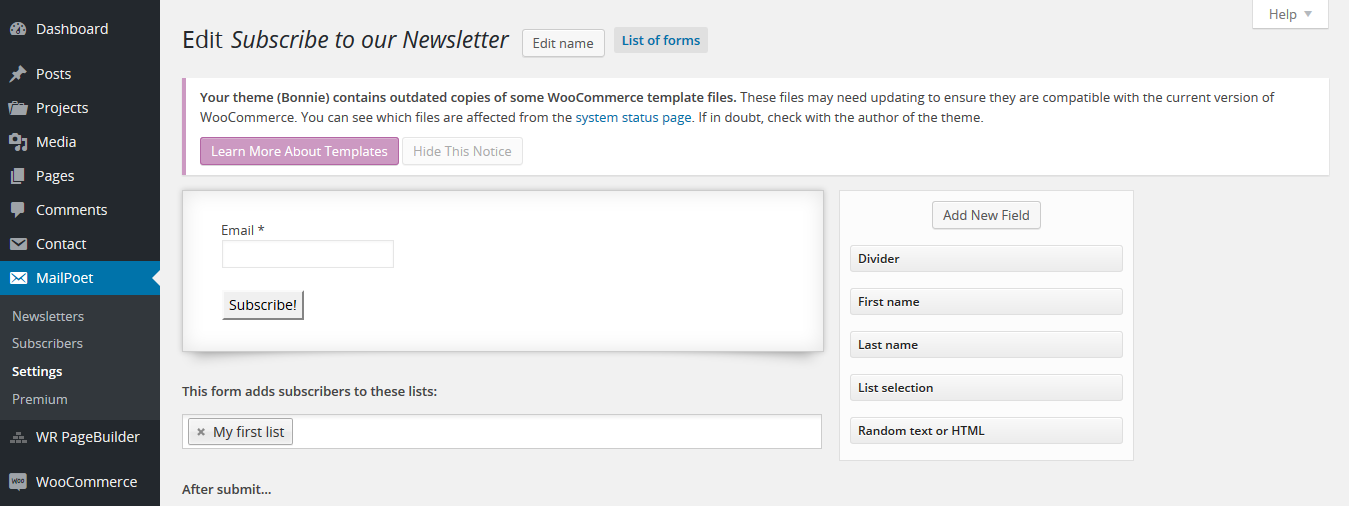 Dashboard
Posts
Projects
Media
Pages
Comments
Contact
MailPoet
Newsletters
Subscribers
Settings
Premium
WR PageBuilder
WOO WooCommerce
Help
Edit Subscribe to our Newsletter Edit name List of forms
Your theme (Bonnie) contains outdated copies of some WooCommerce template files. These files may need updating to ensure they are compatible with the current version of
WooCommerce. You can see which files are affected from the system status page. If in doubt, check with the author of the theme.
Learn More About Templates Hide This Notice
Email *
Subscribe!
This form adds subscribers to these lists:
× My first list
After submit...
Add New Field
Divider
First name
Last name
List selection
Random text or HTML